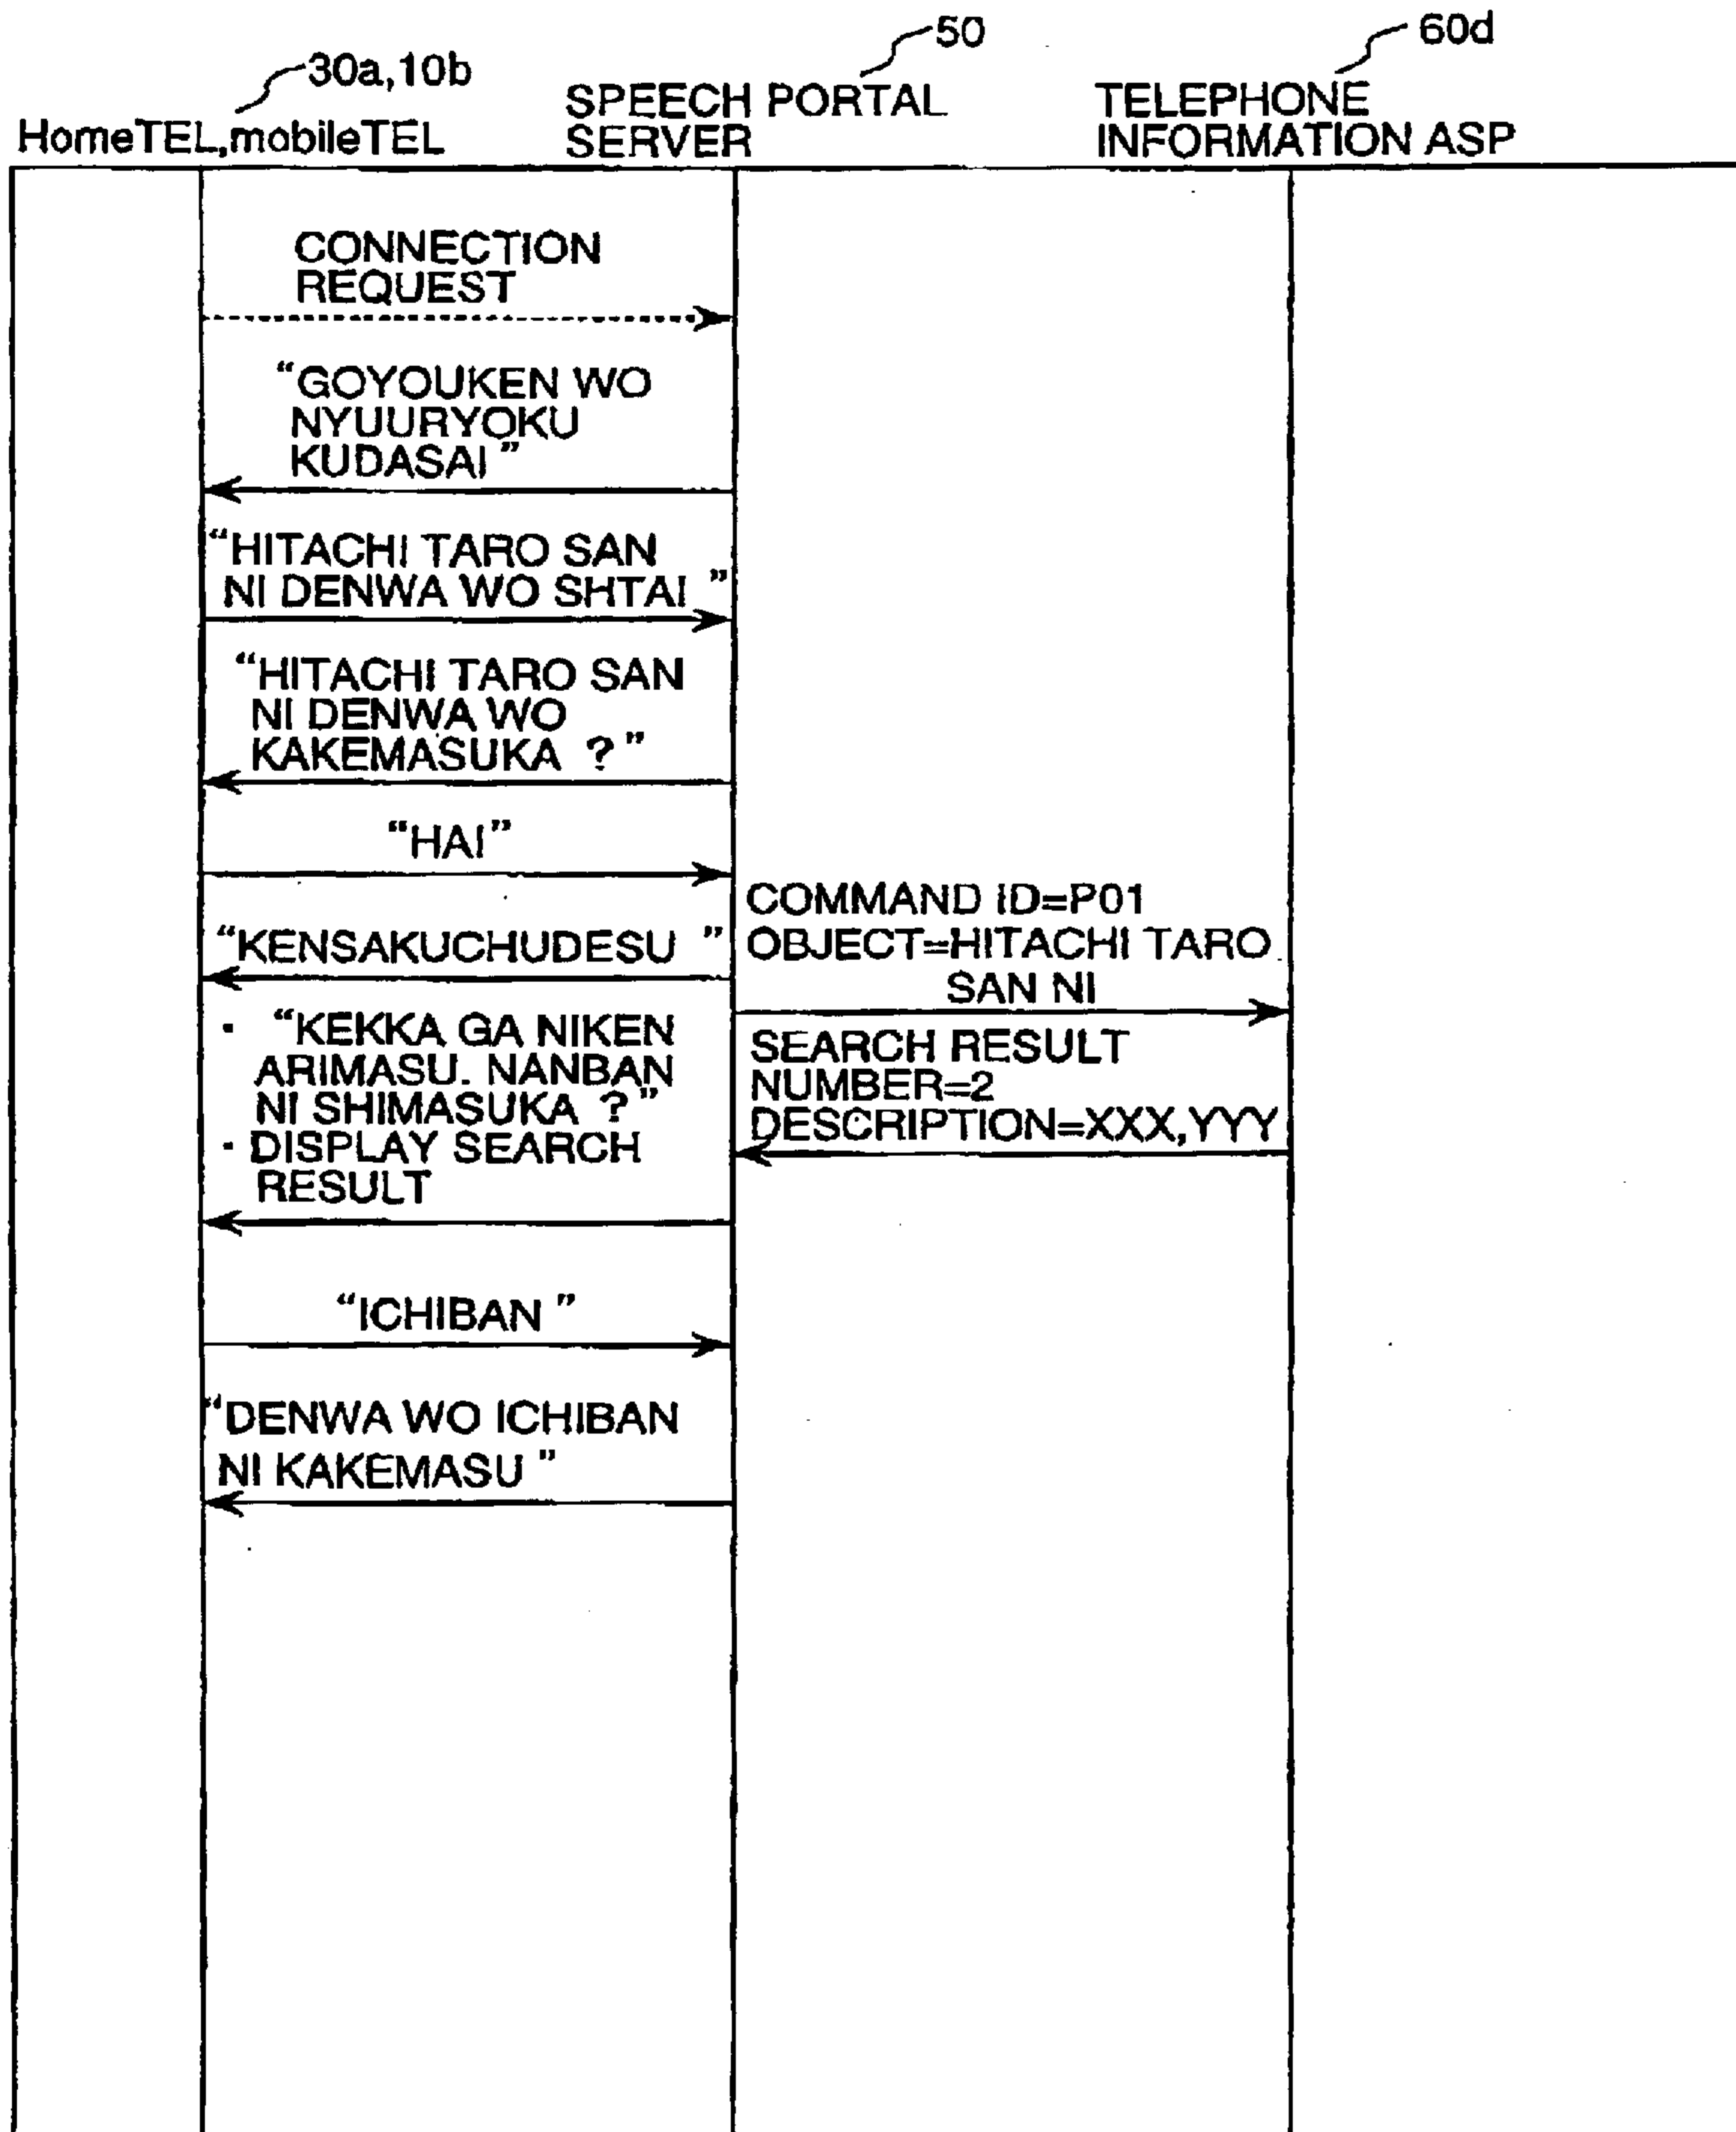 30a,10b
50
60d
HomeTEL,mobileTEL
SPEECH PORTAL
SERVER
TELEPHONE
INFORMATION ASP
CONNECTION
REQUEST
“GOYOUKEN WO
NYUURYOKU
KUDASAI”
“HITACHI TARO SAN
NI DENWA WO SHTAI ”
“HITACHI TARO SAN
NI DENWA WO
KAKEMASUKA ?”
“HAI”
“KENSAKUCHUDESU ”
COMMAND ID=P01
OBJECT=HITACHI TARO
SAN NI
SEARCH RESULT
NUMBER=2
DESCRIPTION=XXX,YYY
· “KEKKA GA NIKEN
ARIMASU. NANBAN
NI SHIMASUKA ?”
· DISPLAY SEARCH
RESULT
“ICHIBAN ”
“DENWA WO ICHIBAN
NI KAKEMASU ”